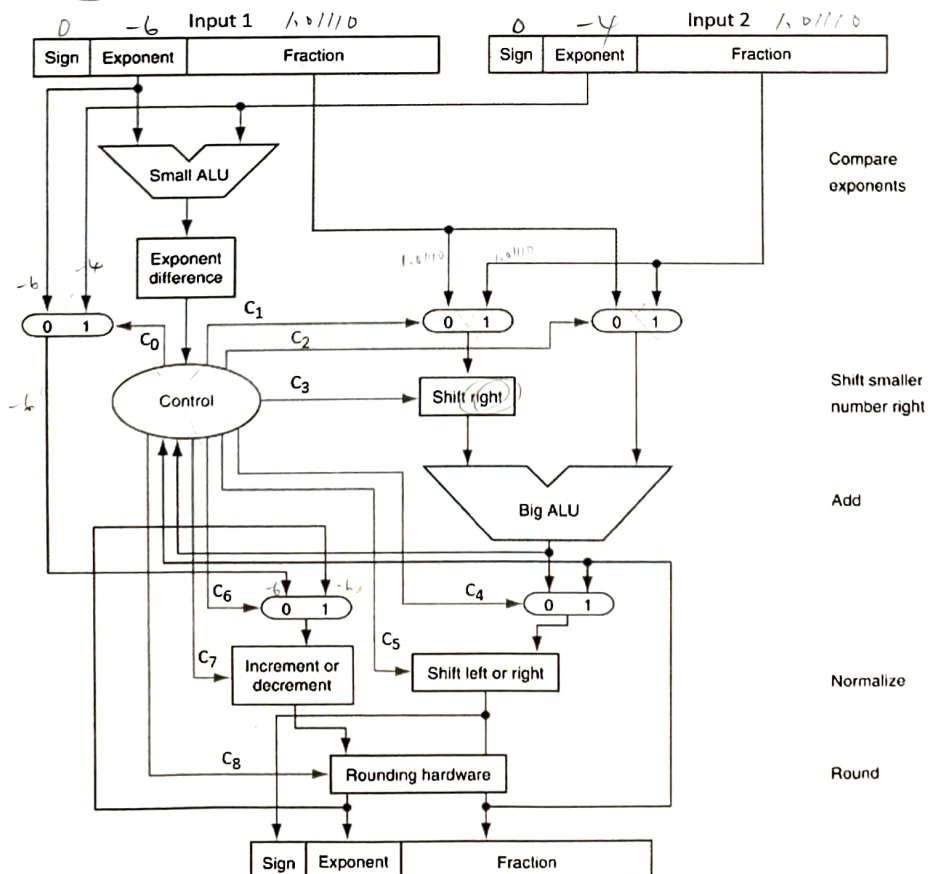 0 -6 Input 1 1.01110 0 -4 Input 2 1.01110
Sign Exponent Fraction Sign Exponent Fraction
Compare
exponents
Small ALU
Exponent
difference
1.01110 1.01110
-6 -4
0 1 0 1 0 1
C0 C1 C2
C3
Control
Shift right
Shift smaller
number right
-6
Big ALU
Add
-6 -6
C6 0 1 C4 0 1
C5
C7 Increment or
decrement
Shift left or right
Normalize
C8 Rounding hardware
Round
Sign Exponent Fraction